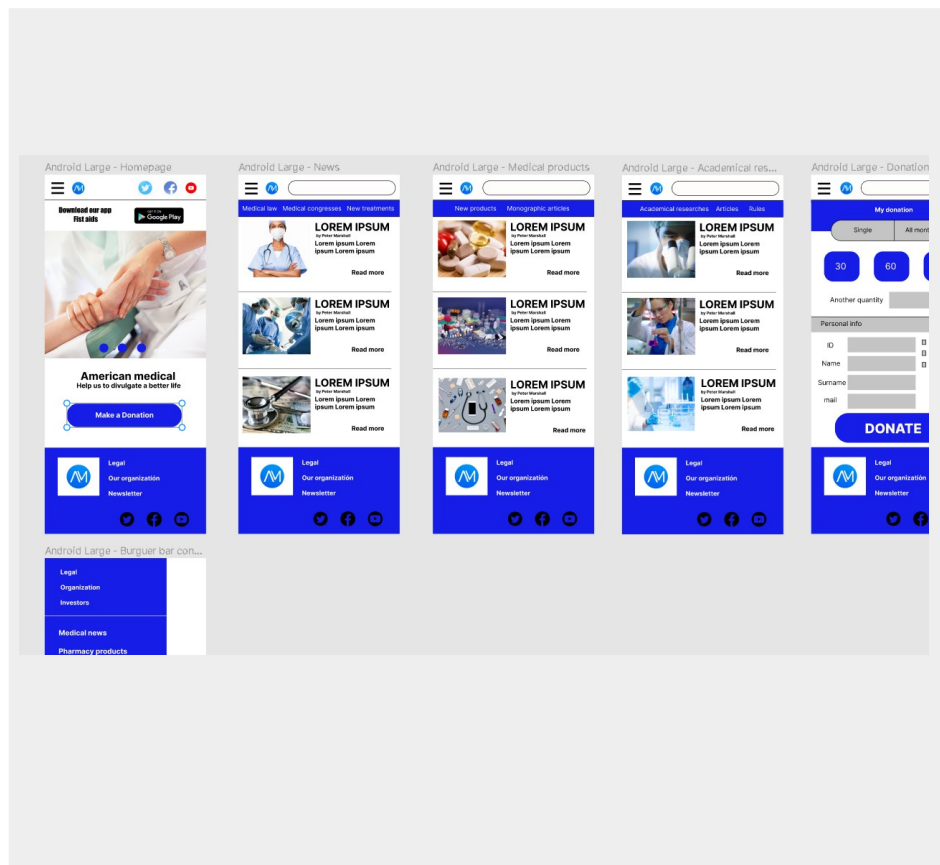 Android Large - Homepage
Download our app
Fist aids
GET IT ON
Google Play
American medical
Help us to divulgate a better life
Make a Donation
Legal
Our organizatión
Newsletter
Android Large - News
Medical law Medical congresses New treatments
LOREM IPSUM
by Peter Marshall
Lorem ipsum Lorem
ipsum Lorem ipsum
Read more
LOREM IPSUM
by Peter Marshall
Lorem ipsum Lorem
ipsum Lorem ipsum
Read more
LOREM IPSUM
by Peter Marshall
Lorem ipsum Lorem
ipsum Lorem ipsum
Read more
Legal
Our organizatión
Newsletter
Android Large - Medical products
New products Monographic articles
LOREM IPSUM
by Peter Marshall
Lorem ipsum Lorem
ipsum Lorem ipsum
Read more
LOREM IPSUM
by Peter Marshall
Lorem ipsum Lorem
ipsum Lorem ipsum
Read more
LOREM IPSUM
by Peter Marshall
Lorem ipsum Lorem
ipsum Lorem ipsum
Read more
Legal
Our organizatión
Newsletter
Android Large - Academical res...
Academical researches Articles Rules
LOREM IPSUM
by Peter Marshall
Lorem ipsum Lorem
ipsum Lorem ipsum
Read more
LOREM IPSUM
by Peter Marshall
Lorem ipsum Lorem
ipsum Lorem ipsum
Read more
LOREM IPSUM
by Peter Marshall
Lorem ipsum Lorem
ipsum Lorem ipsum
Read more
Legal
Our organizatión
Newsletter
Android Large - Donation
My donation
Single All mont
30 60
Another quantity
Personal info
ID
Name
Surname
mail
DONATE
Legal
Our organizatión
Newsletter
Android Large - Burguer bar con...
Legal
Organization
Investors
Medical news
Pharmacy products